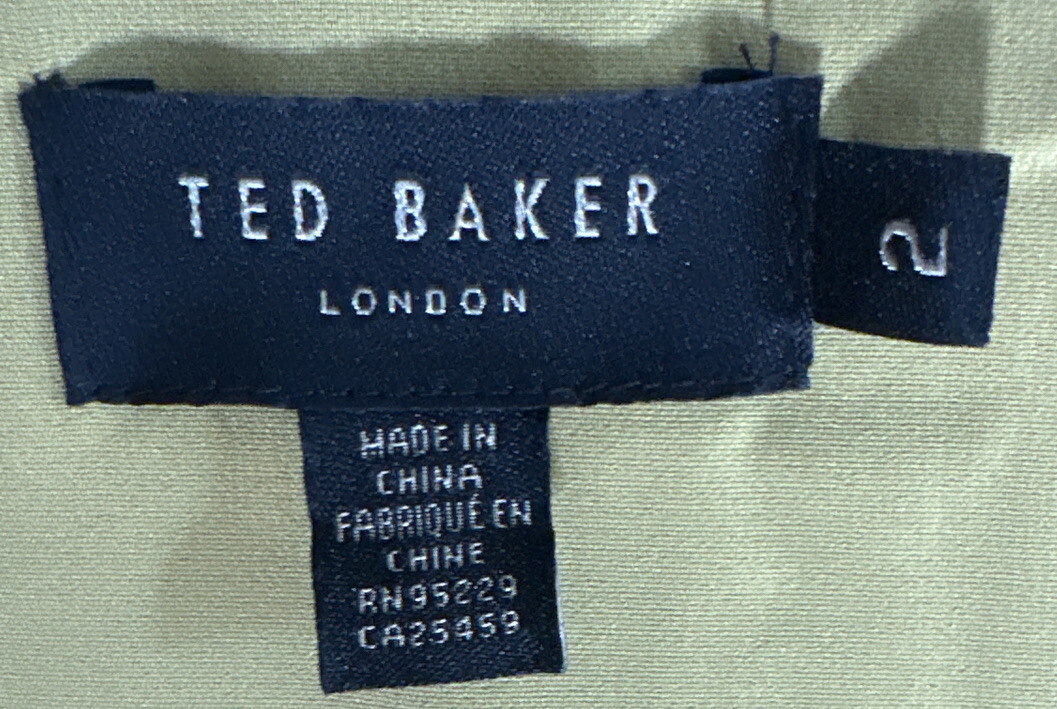 TED BAKER
LONDON
2
MADE IN
CHINA
FABRIQUÉ EN
CHINE
RN95229
CA25459